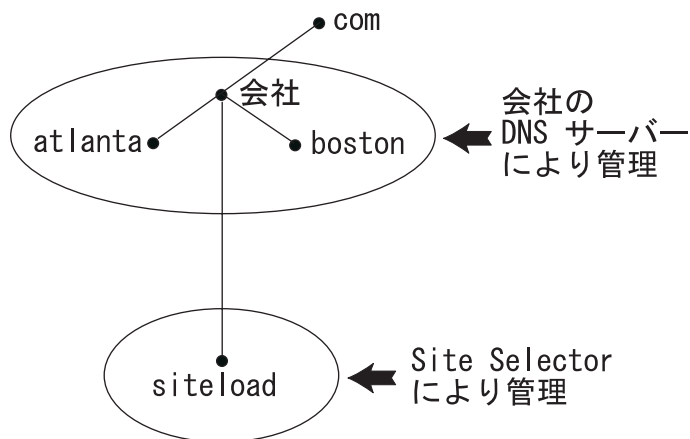 com
会社
atlanta
boston
会社の
DNS サーバー
により管理
siteload
Site Selector
により管理